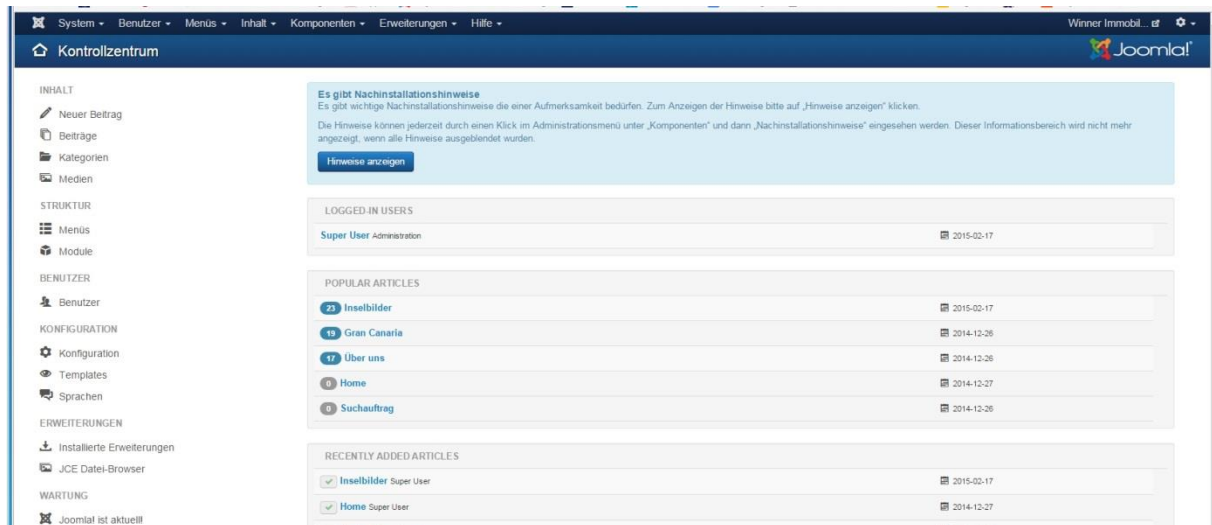 System Benutzer Menüs Inhalt Komponenten Erweiterungen Hilfe Winner Immobil...
Kontrollzentrum Joomla!
INHALT
Neuer Beitrag
Beiträge
Kategorien
Medien
STRUKTUR
Menüs
Module
BENUTZER
Benutzer
KONFIGURATION
Konfiguration
Templates
Sprachen
ERWEITERUNGEN
Installierte Erweiterungen
JCE Datei-Browser
WARTUNG
Joomla! ist aktuell!
Es gibt Nachinstallationshinweise
Es gibt wichtige Nachinstallationshinweise die einer Aufmerksamkeit bedürfen. Zum Anzeigen der Hinweise bitte auf „Hinweise anzeigen“ klicken.
Die Hinweise können jederzeit durch einen Klick im Administrationsmenü unter „Komponenten“ und dann „Nachinstallationshinweise“ eingesehen werden. Dieser Informationsbereich wird nicht mehr
angezeigt, wenn alle Hinweise ausgeblendet wurden.
Hinweise anzeigen
LOGGED-IN USERS
Super User Administration 2015-02-17
POPULAR ARTICLES
23 Inselbilder 2015-02-17
19 Gran Canaria 2014-12-26
17 Über uns 2014-12-26
0 Home 2014-12-27
0 Suchauftrag 2014-12-26
RECENTLY ADDED ARTICLES
Inselbilder Super User 2015-02-17
Home Super User 2014-12-27